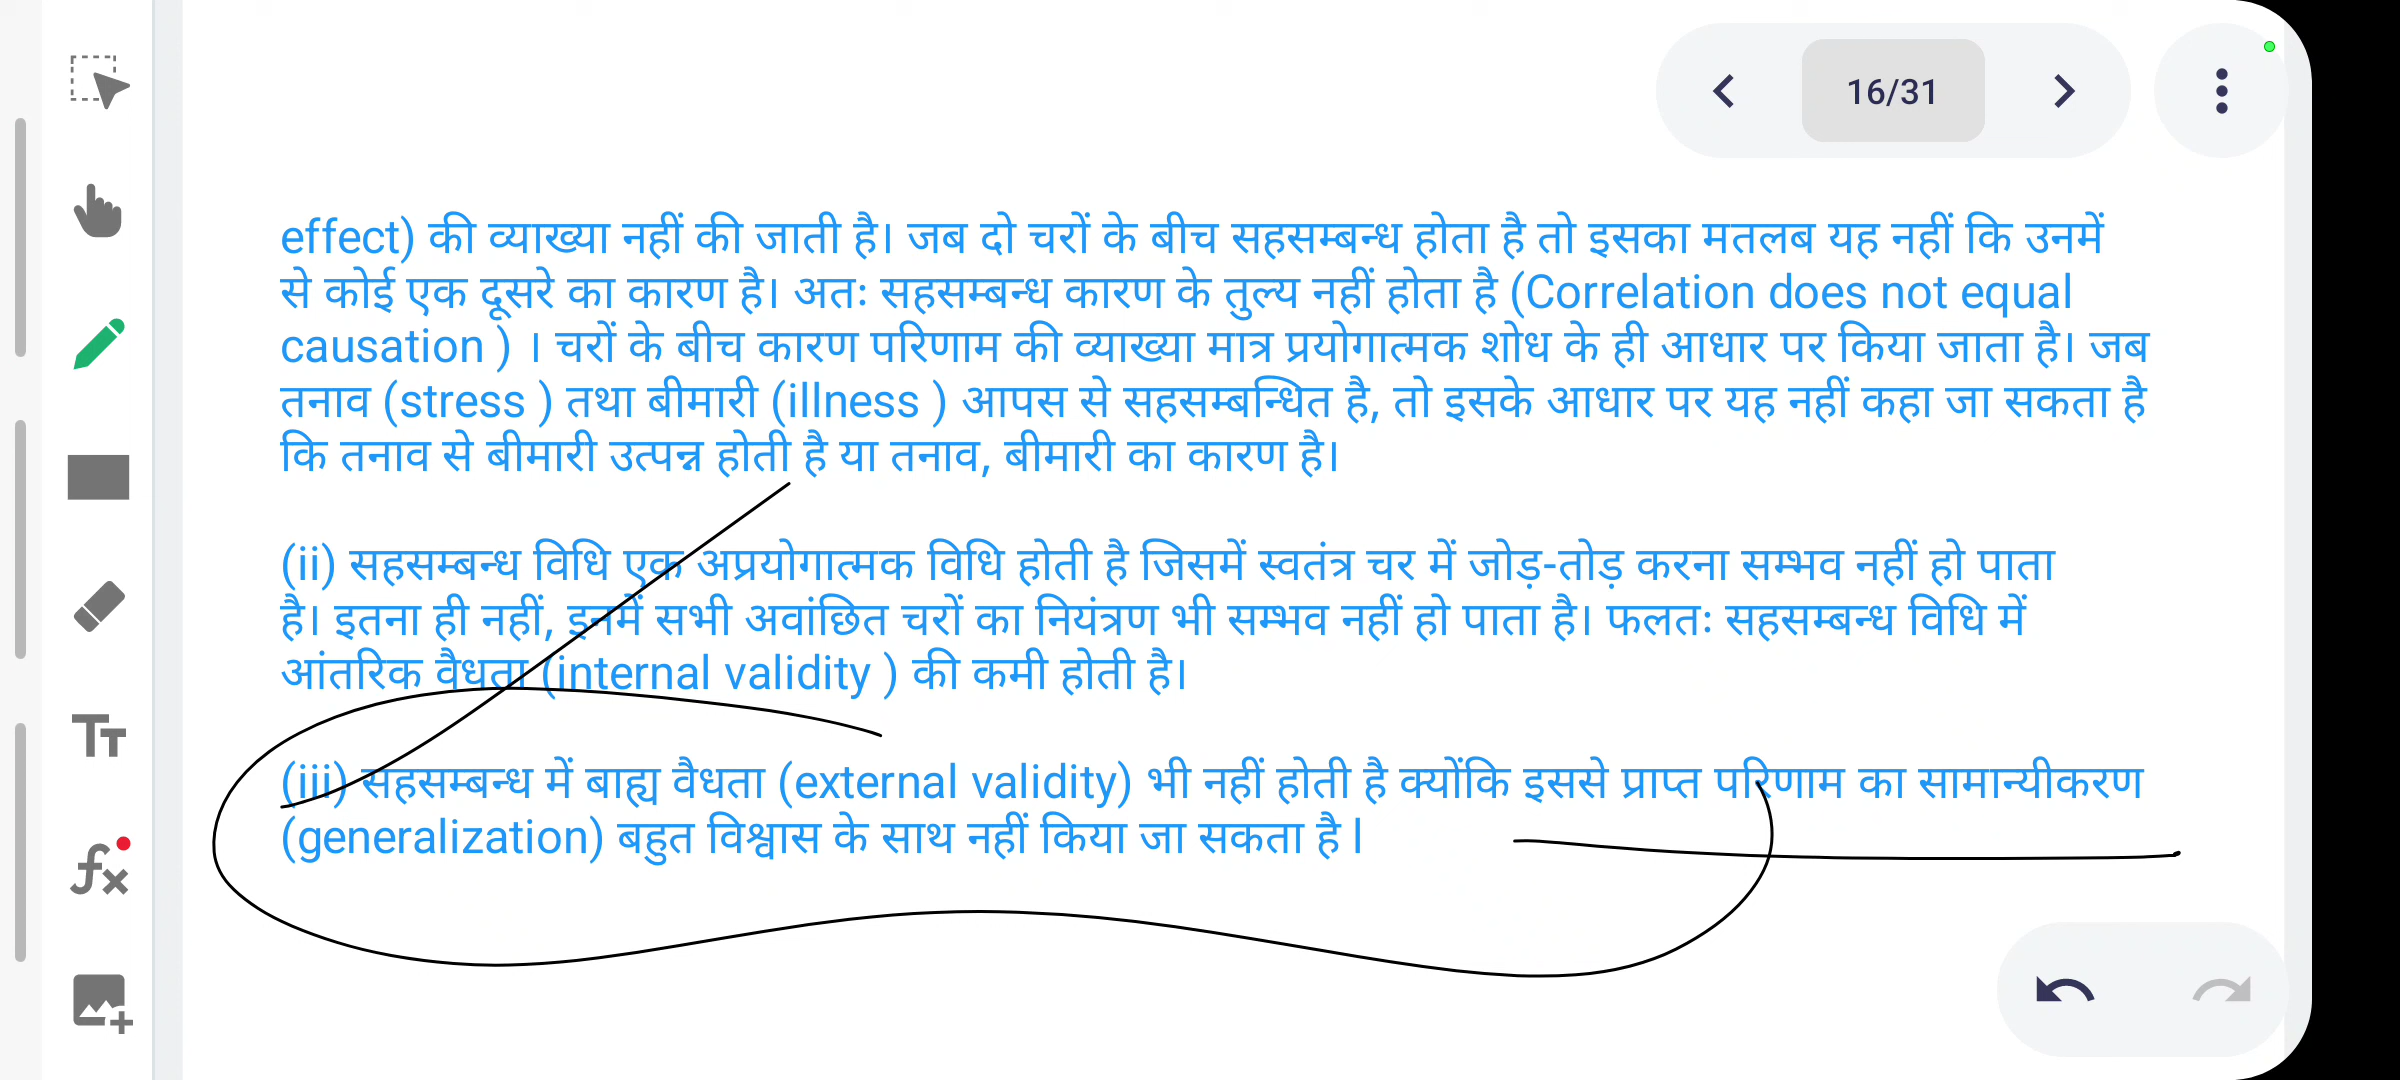 16/31
effect) की व्याख्या नहीं की जाती है। जब दो चरों के बीच सहसम्बन्ध होता है तो इसका मतलब यह नहीं कि उनमें
से कोई एक दूसरे का कारण है। अतः सहसम्बन्ध कारण के तुल्य नहीं होता है (Correlation does not equal
causation ) । चरों के बीच कारण परिणाम की व्याख्या मात्र प्रयोगात्मक शोध के ही आधार पर किया जाता है। जब
तनाव (stress ) तथा बीमारी (illness ) आपस से सहसम्बन्धित है, तो इसके आधार पर यह नहीं कहा जा सकता है
कि तनाव से बीमारी उत्पन्न होती है या तनाव, बीमारी का कारण है।
(ii) सहसम्बन्ध विधि एक अप्रयोगात्मक विधि होती है जिसमें स्वतंत्र चर में जोड़-तोड़ करना सम्भव नहीं हो पाता
है। इतना ही नहीं, इनमें सभी अवांछित चरों का नियंत्रण भी सम्भव नहीं हो पाता है। फलतः सहसम्बन्ध विधि में
आंतरिक वैधता (internal validity ) की कमी होती है।
(iii) सहसम्बन्ध में बाह्य वैधता (external validity) भी नहीं होती है क्योंकि इससे प्राप्त परिणाम का सामान्यीकरण
(generalization) बहुत विश्वास के साथ नहीं किया जा सकता है l